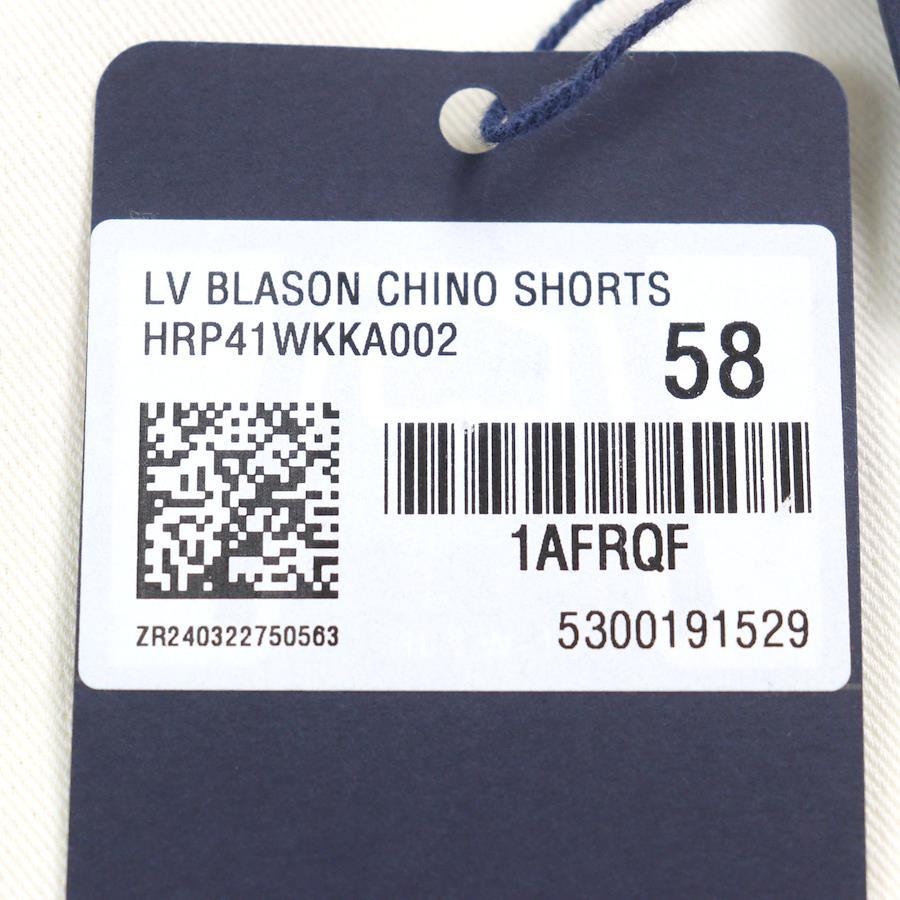 LV BLASON CHINO SHORTS
HRP41WKKA002
58
1AFRQF
ZR240322750563
5300191529